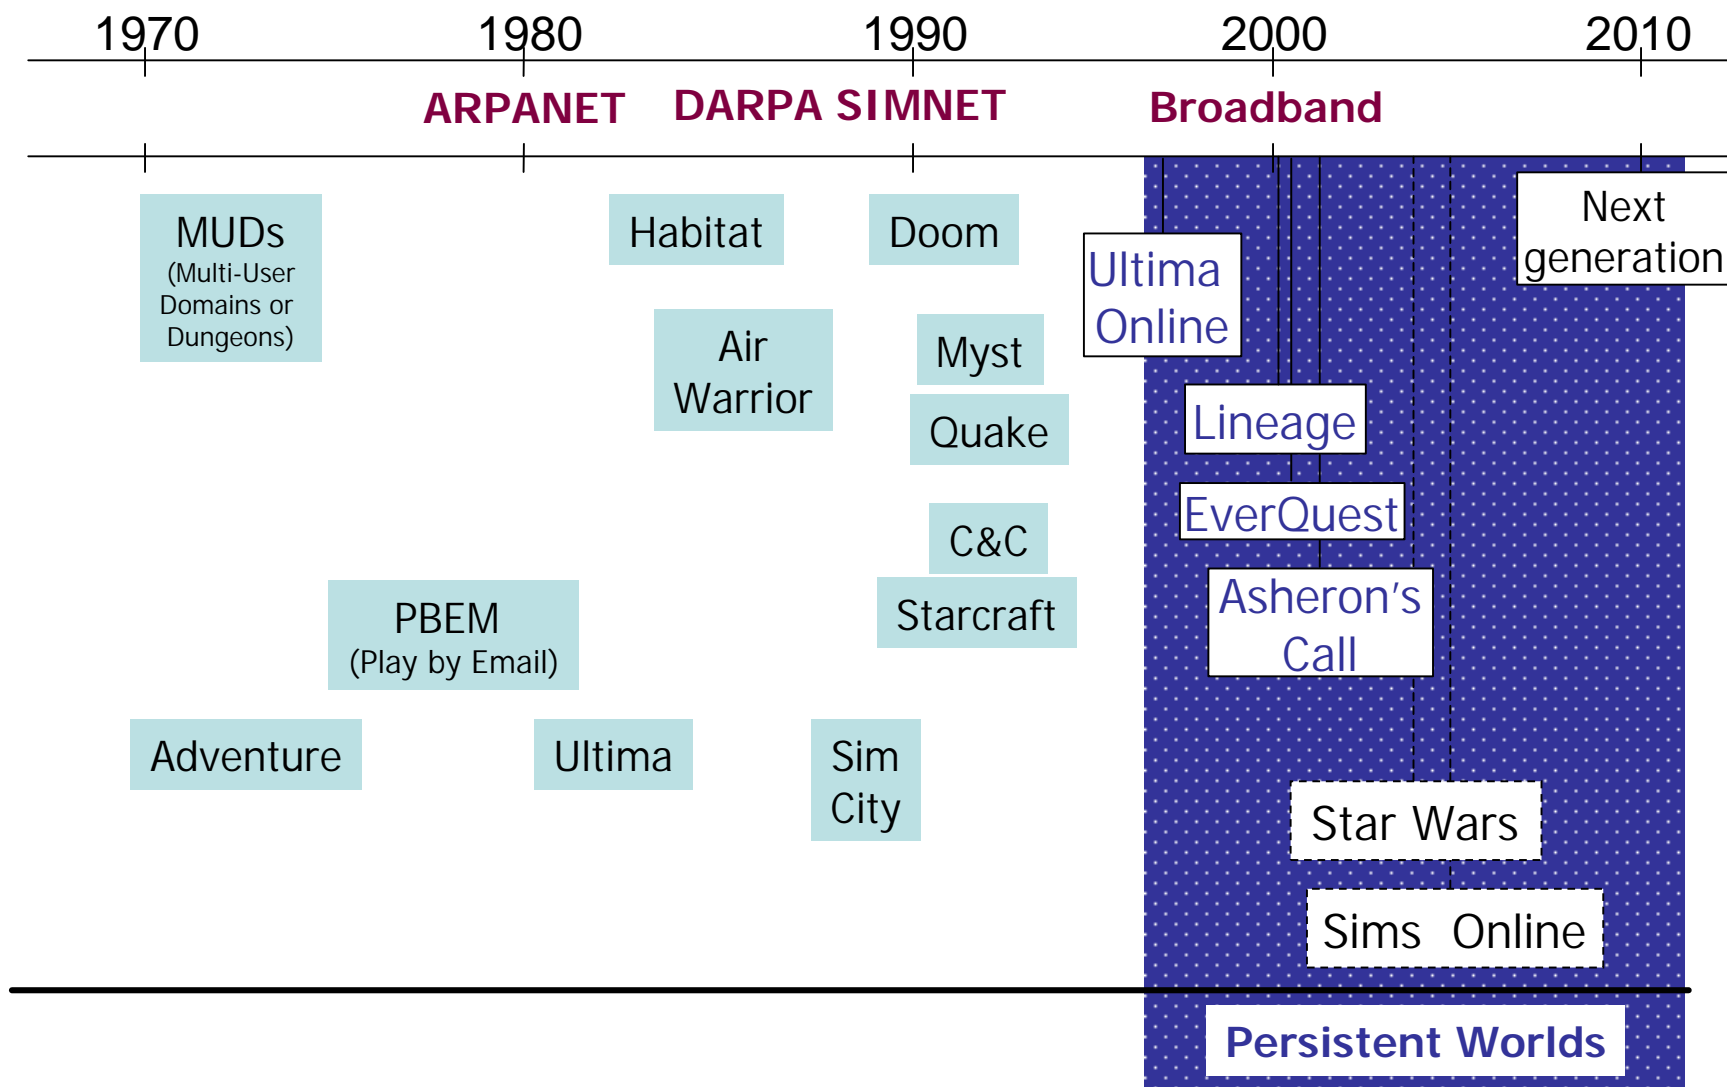 1970 1980 1990 2000 2010
ARPANET DARPA SIMNET Broadband
MUDs
(Multi-User
Domains or
Dungeons)
Habitat
Doom
Ultima
Online
Next
generation
Air
Warrior
Myst
Quake
Lineage
EverQuest
C&C
Starcraft
Asheron's
Call
PBEM
(Play by Email)
Adventure
Ultima
Sim
City
Star Wars
Sims Online
Persistent Worlds